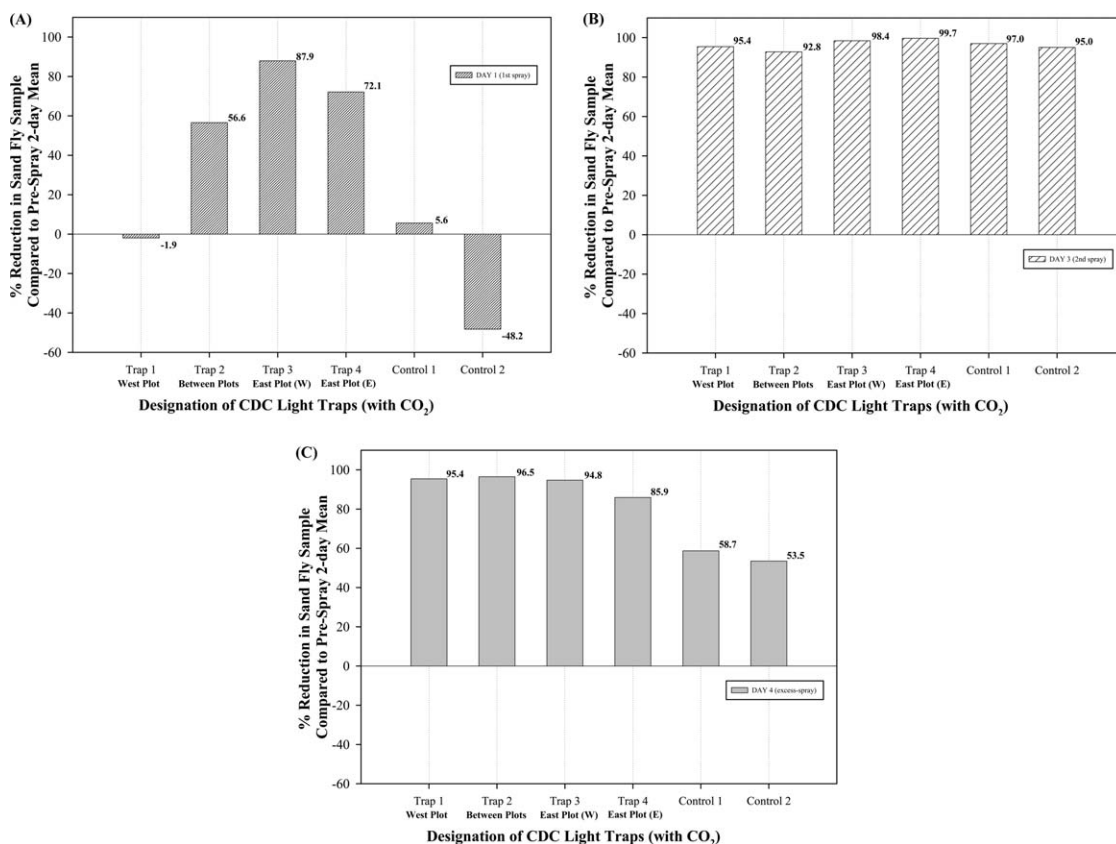 (A)
% Reduction in Sand Fly Sample
Compared to Pre-Spray 2-day Mean
100
80
60
40
20
0
-20
-40
-60
-1.9
56.6
87.9
72.1
5.6
-48.2
DAY 1 (1st spray)
Trap 1
West Plot
Trap 2
Between Plots
Trap 3
East Plot (W)
Trap 4
East Plot (E)
Control 1
Control 2
Designation of CDC Light Traps (with CO₂)
(B)
% Reduction in Sand Fly Sample
Compared to Pre-Spray 2-day Mean
100
80
60
40
20
0
-20
-40
-60
95.4
92.8
98.4
99.7
97.0
95.0
DAY 3 (2nd spray)
Trap 1
West Plot
Trap 2
Between Plots
Trap 3
East Plot (W)
Trap 4
East Plot (E)
Control 1
Control 2
Designation of CDC Light Traps (with CO₂)
(C)
% Reduction in Sand Fly Sample
Compared to Pre-Spray 2-day Mean
100
80
60
40
20
0
-20
-40
-60
95.4
96.5
94.8
85.9
58.7
53.5
DAY 4 (excess-spray)
Trap 1
West Plot
Trap 2
Between Plots
Trap 3
East Plot (W)
Trap 4
East Plot (E)
Control 1
Control 2
Designation of CDC Light Traps (with CO₂)